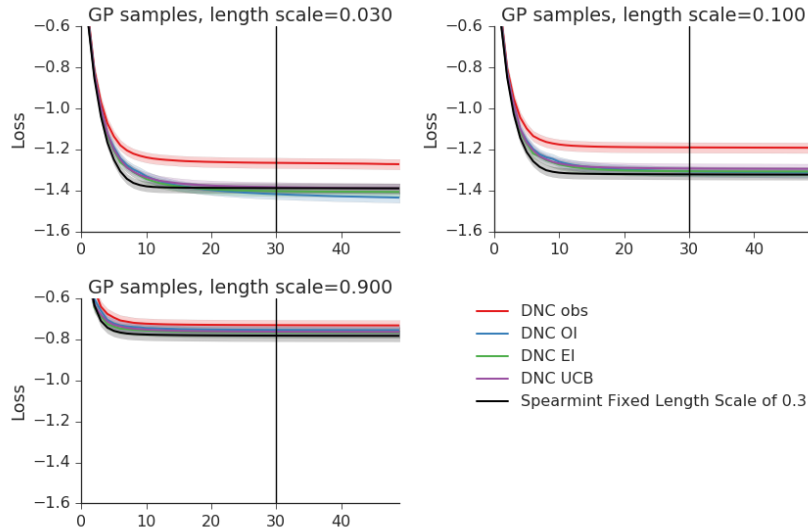 GP samples, length scale=0.030
−0.6
−0.8
−1.0
−1.2
−1.4
−1.6
Loss
0 10 20 30 40
GP samples, length scale=0.100
−0.6
−0.8
−1.0
−1.2
−1.4
−1.6
Loss
0 10 20 30 40
GP samples, length scale=0.900
−0.6
−0.8
−1.0
−1.2
−1.4
−1.6
Loss
0 10 20 30 40
DNC obs
DNC OI
DNC EI
DNC UCB
Spearmint Fixed Length Scale of 0.3